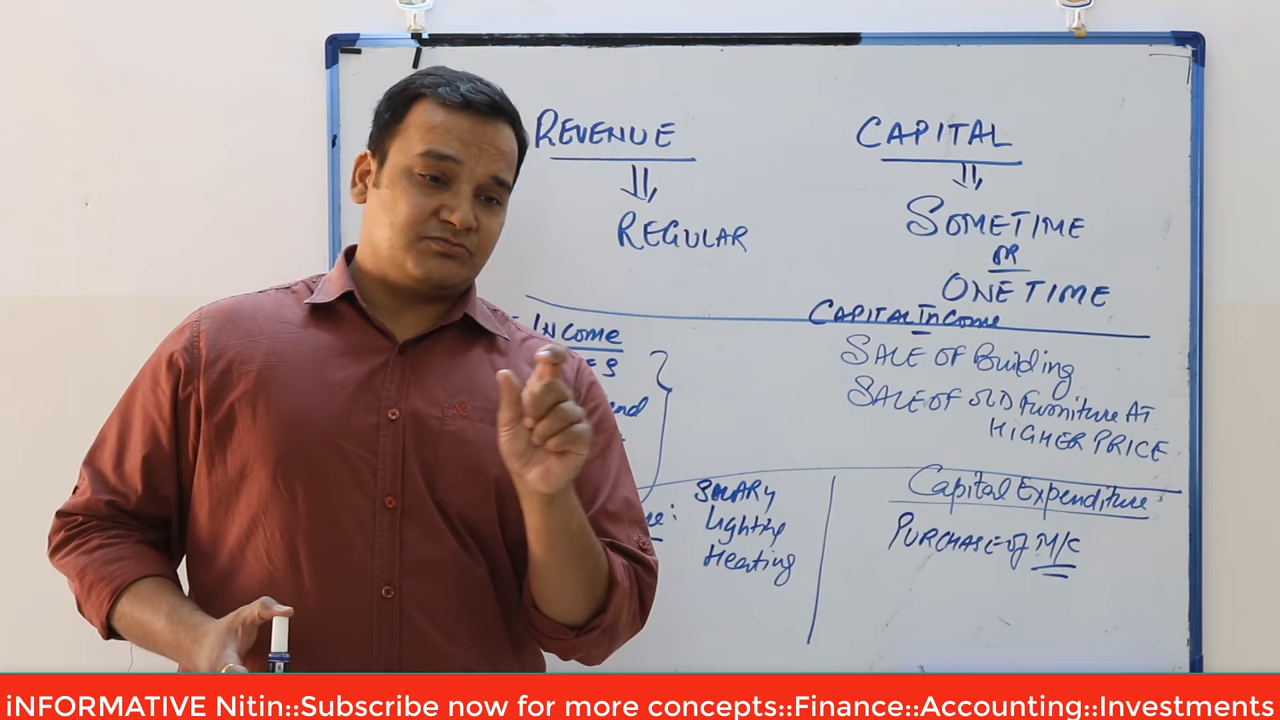 REVENUE
REGULAR
CAPITAL
SOMETIME
OR
ONE TIME
CAPITAL INCOME
INCOME
SALE OF Building
SALE OF OLD Furniture AT
HIGHER PRICE
SALARY
Lighting
Heating
Capital Expenditure:
PURCHASE of M/C
iNFORMATIVE Nitin::Subscribe now for more concepts::Finance::Accounting::Investments